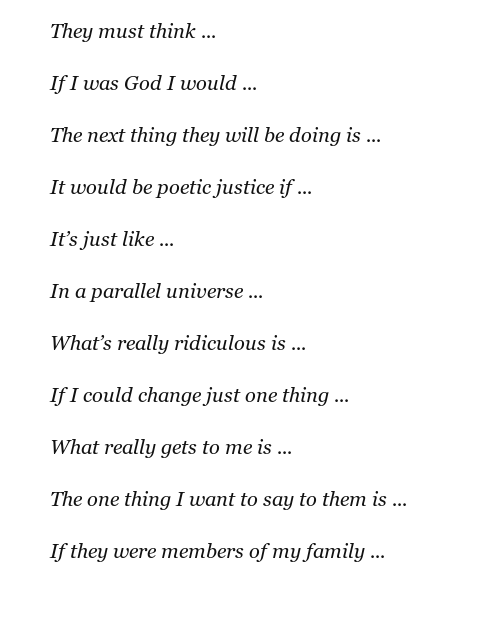 They must think ...
If I was God I would ...
The next thing they will be doing is ...
It would be poetic justice if ...
It’s just like ...
In a parallel universe ...
What’s really ridiculous is ...
If I could change just one thing ...
What really gets to me is ...
The one thing I want to say to them is ...
If they were members of my family ...